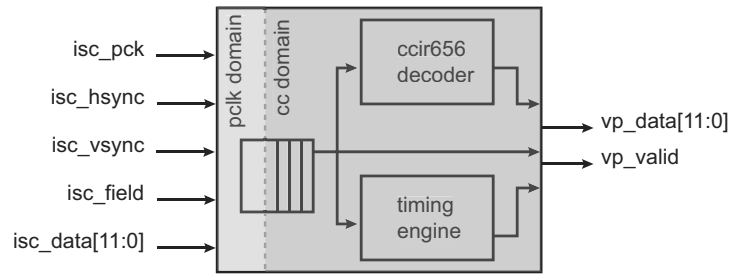 isc_pck
isc_hsync
isc_vsync
isc_field
isc_data[11:0]
pclk domain
cc domain
ccir656
decoder
timing
engine
vp_data[11:0]
vp_valid